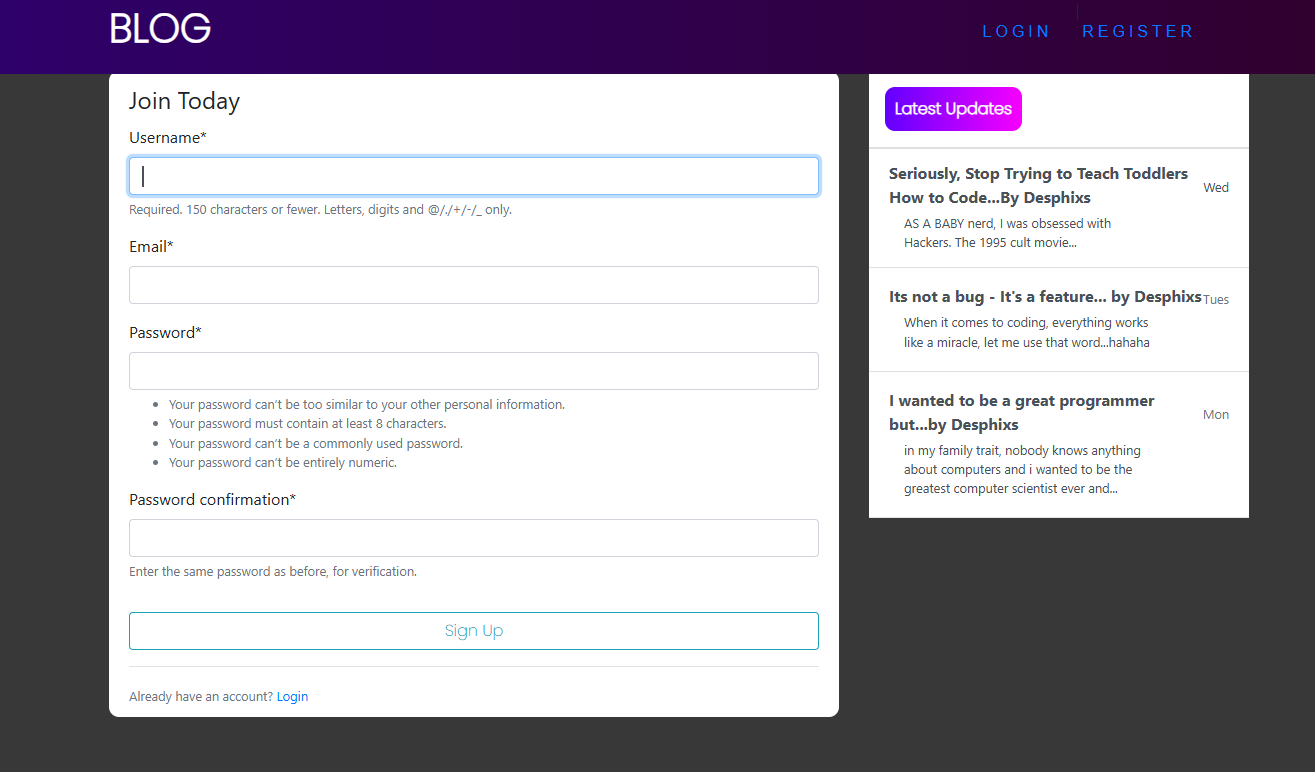 BLOG
LOGIN
REGISTER
Join Today
Username*
Required. 150 characters or fewer. Letters, digits and @/./+/-/_ only.
Email*
Password*
Your password can’t be too similar to your other personal information.
Your password must contain at least 8 characters.
Your password can’t be a commonly used password.
Your password can’t be entirely numeric.
Password confirmation*
Enter the same password as before, for verification.
Sign Up
Already have an account? Login
Latest Updates
Seriously, Stop Trying to Teach Toddlers
How to Code...By Desphixs
Wed
AS A BABY nerd, I was obsessed with
Hackers. The 1995 cult movie...
Its not a bug - It's a feature... by Desphixs
Tues
When it comes to coding, everything works
like a miracle, let me use that word...hahaha
I wanted to be a great programmer
but...by Desphixs
Mon
in my family trait, nobody knows anything
about computers and i wanted to be the
greatest computer scientist ever and...